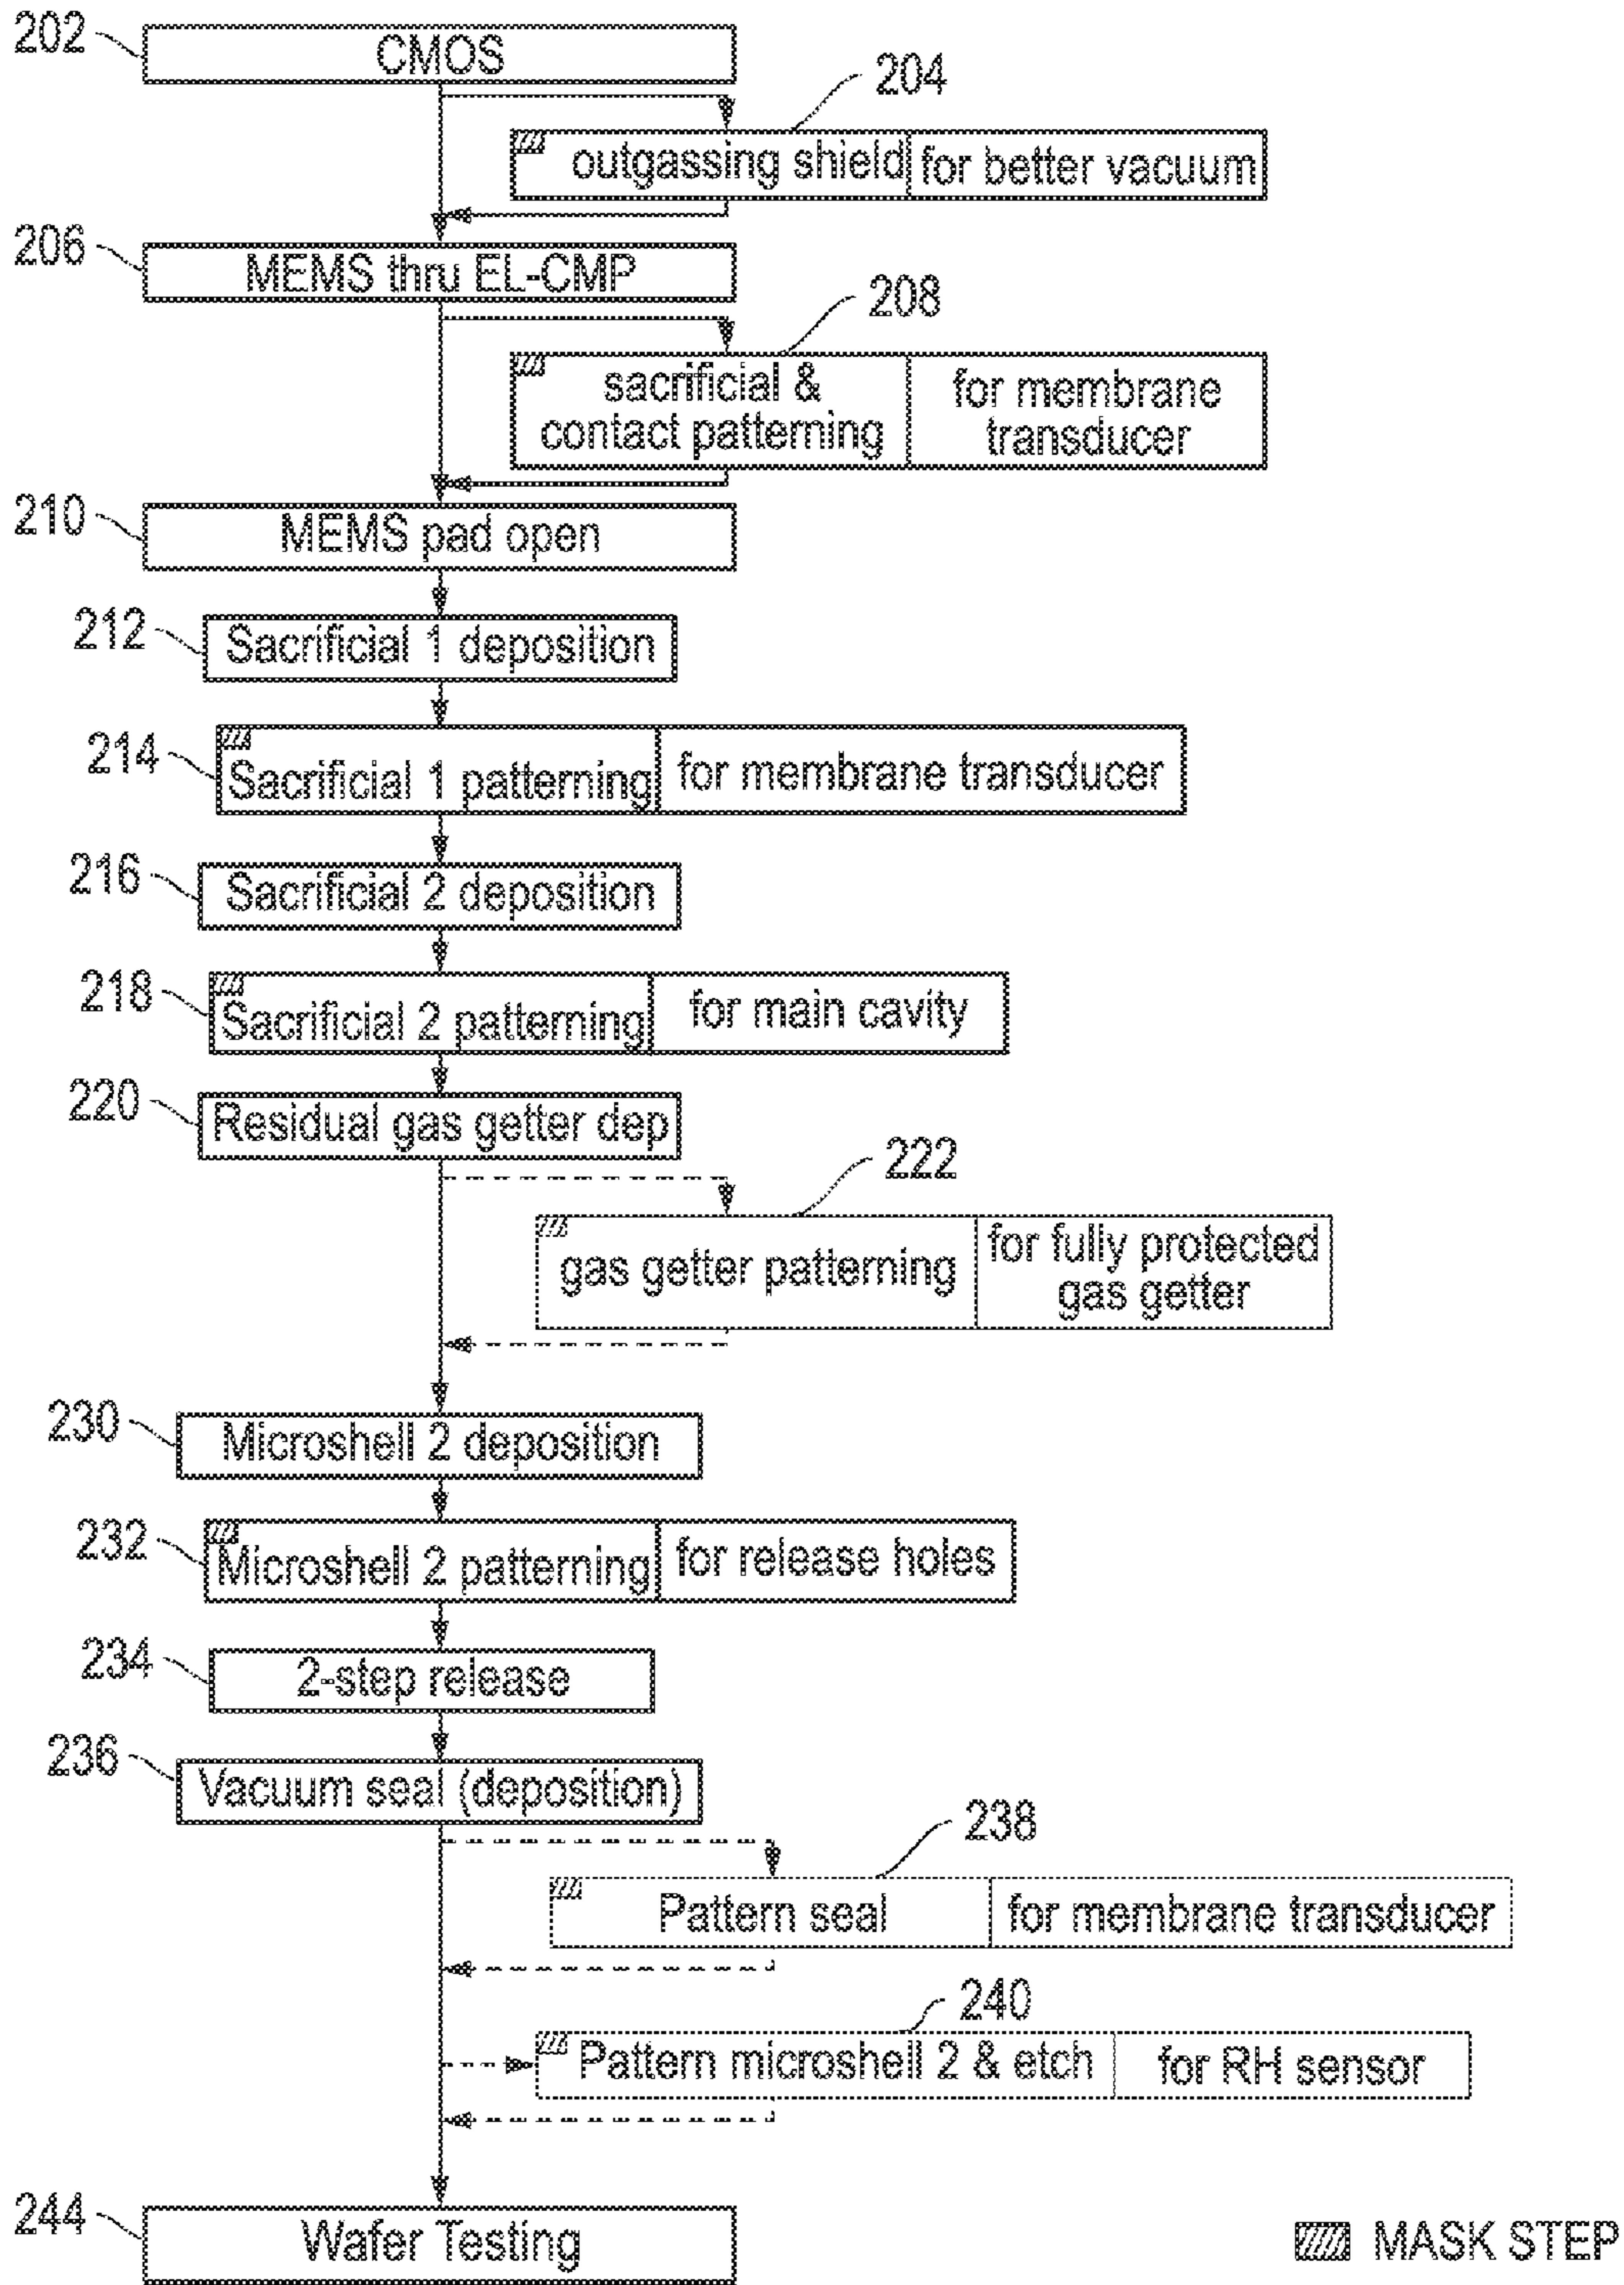 202
CMOS
204
outgassing shield
for better vacuum
206
MEMS thru EL-CMP
208
sacrificial &
contact patterning
for membrane
transducer
210
MEMS pad open
212
Sacrificial 1 deposition
214
Sacrificial 1 patterning
for membrane transducer
216
Sacrificial 2 deposition
218
Sacrificial 2 patterning
for main cavity
220
Residual gas getter dep
222
gas getter patterning
for fully protected
gas getter
230
Microshell 2 deposition
232
Microshell 2 patterning
for release holes
234
2-step release
236
Vacuum seal (deposition)
238
Pattern seal
for membrane transducer
240
Pattern microshell 2 & etch
for RH sensor
244
Wafer Testing
MASK STEP